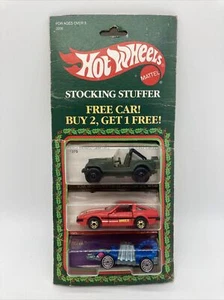 FOR AGES OVER 3
Hot Wheels
MATTEL
STOCKING STUFFER
FREE CAR!
BUY 2, GET 1 FREE!